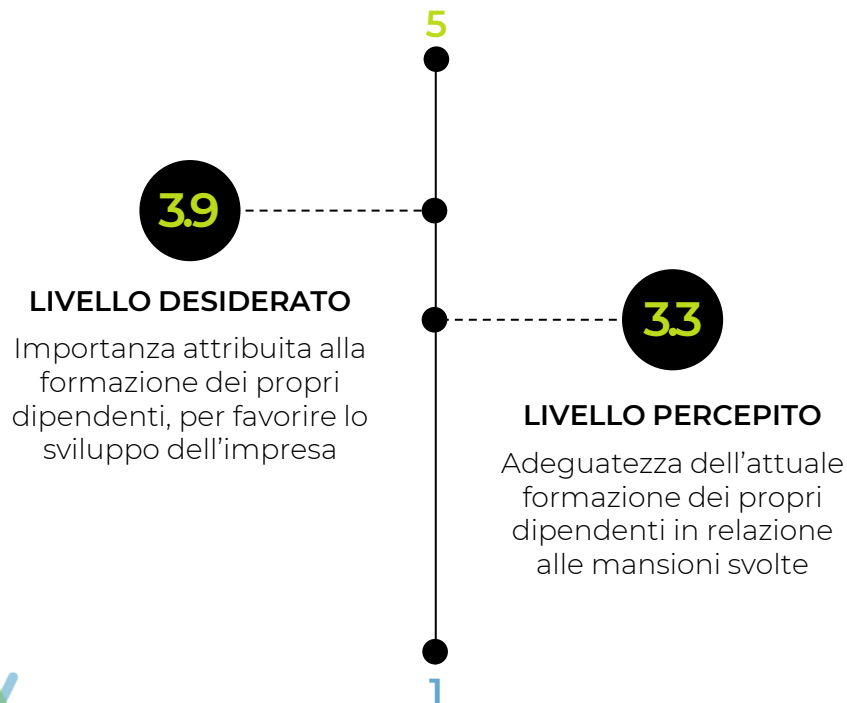 5
3.9
LIVELLO DESIDERATO
Importanza attribuita alla
formazione dei propri
dipendenti, per favorire lo
sviluppo dell’impresa
3.3
LIVELLO PERCEPITO
Adeguatezza dell’attuale
formazione dei propri
dipendenti in relazione
alle mansioni svolte
1